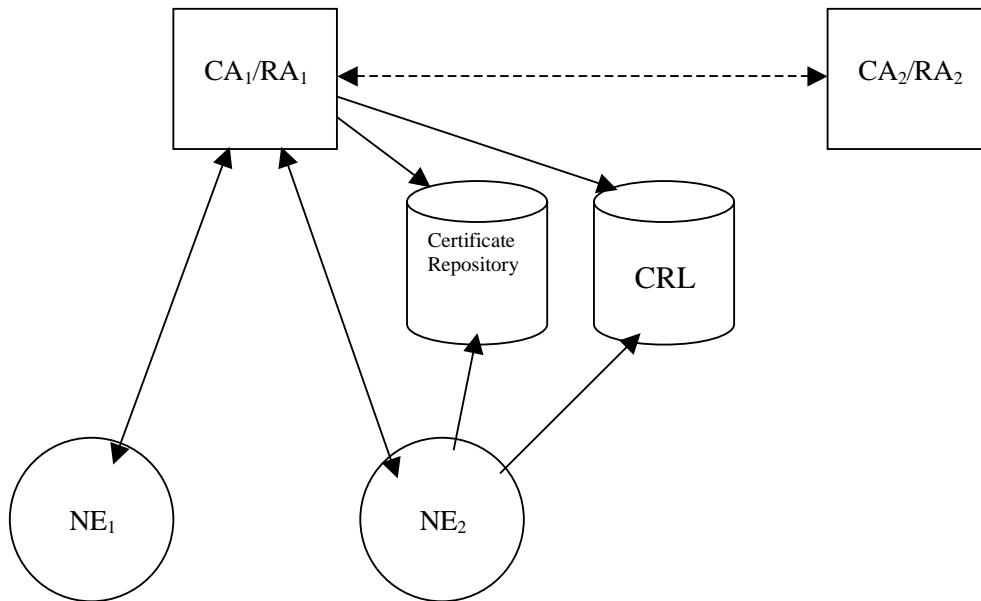 CA₁/RA₁
CA₂/RA₂
Certificate
Repository
CRL
NE₁
NE₂